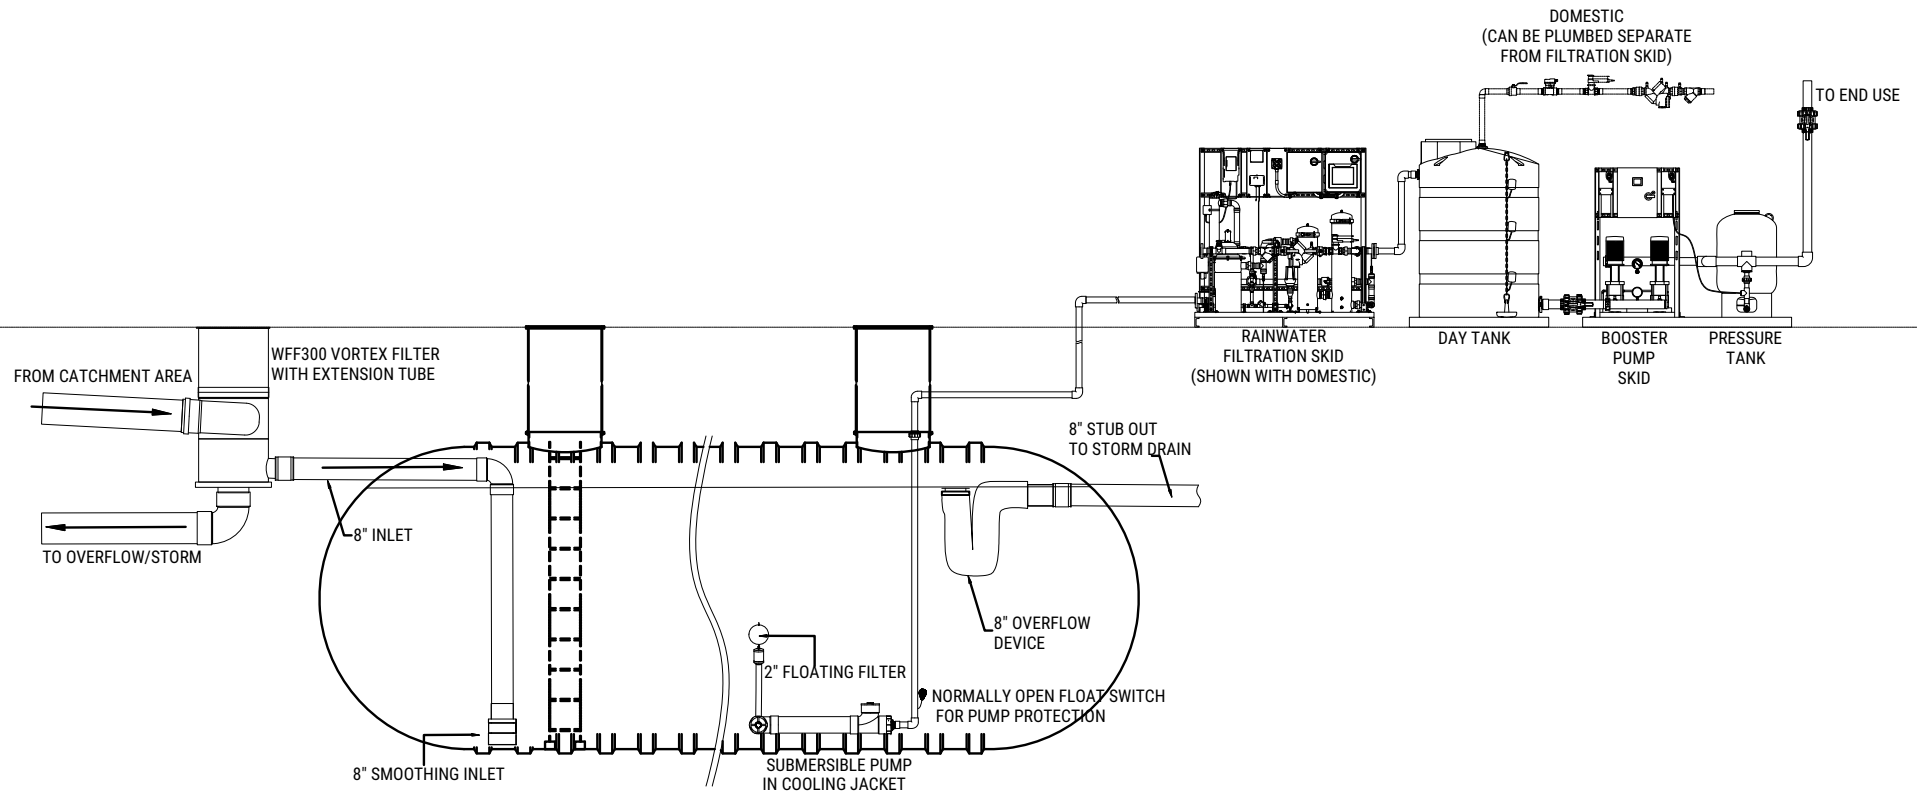 DOMESTIC
(CAN BE PLUMBED SEPARATE
FROM FILTRATION SKID)
TO END USE
RAINWATER
FILTRATION SKID
(SHOWN WITH DOMESTIC)
DAY TANK
BOOSTER
PUMP
SKID
PRESSURE
TANK
WFF300 VORTEX FILTER
WITH EXTENSION TUBE
FROM CATCHMENT AREA
8" STUB OUT
TO STORM DRAIN
8" INLET
TO OVERFLOW/STORM
8" OVERFLOW
DEVICE
2" FLOATING FILTER
NORMALLY OPEN FLOAT SWITCH
FOR PUMP PROTECTION
8" SMOOTHING INLET
SUBMERSIBLE PUMP
IN COOLING JACKET